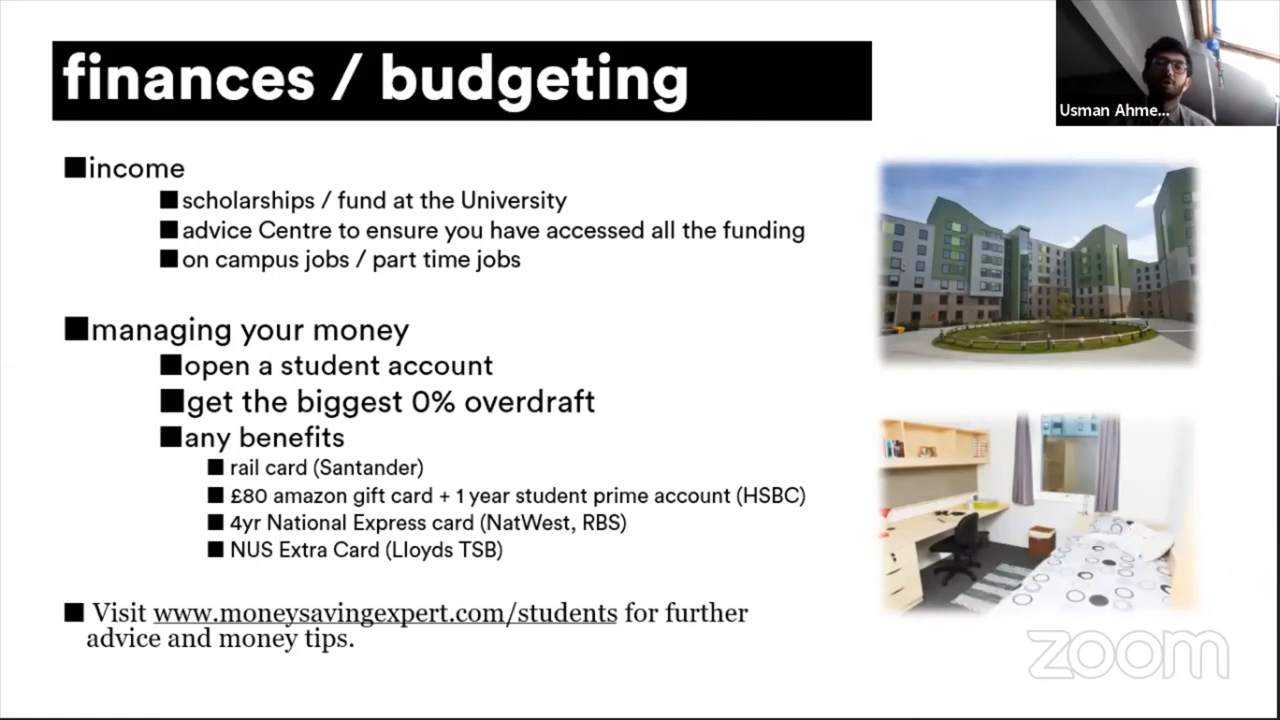 finances / budgeting
Usman Ahme...
income
scholarships / fund at the University
advice Centre to ensure you have accessed all the funding
on campus jobs / part time jobs
managing your money
open a student account
get the biggest 0% overdraft
any benefits
rail card (Santander)
£80 amazon gift card + 1 year student prime account (HSBC)
4yr National Express card (NatWest, RBS)
NUS Extra Card (Lloyds TSB)
Visit www.moneysavingexpert.com/students for further
advice and money tips.
zoom